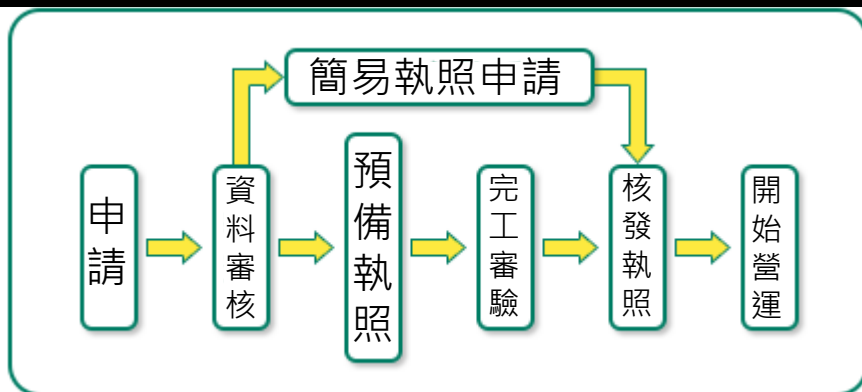 簡易執照申請
申請
資料審核
預備執照
完工審驗
核發執照
開始營運